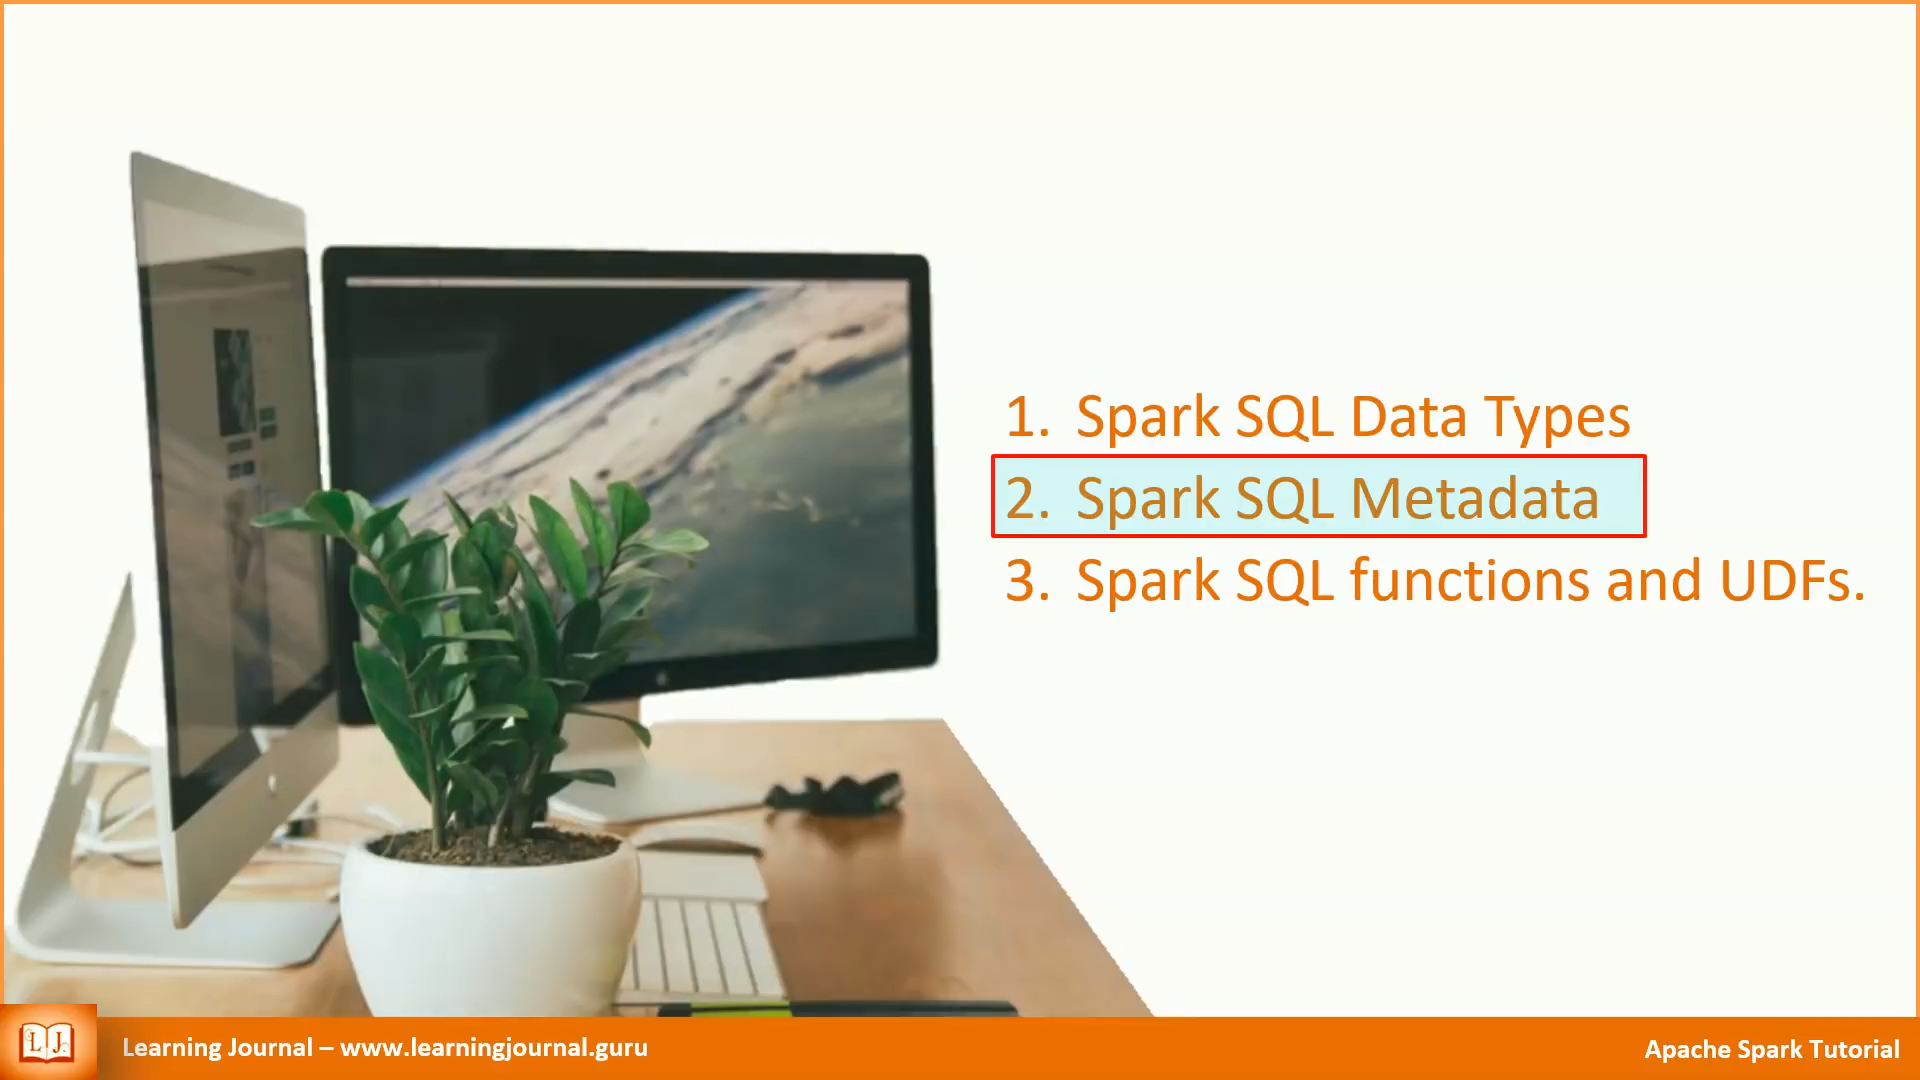 1. Spark SQL Data Types
2. Spark SQL Metadata
3. Spark SQL functions and UDFs.
LJ
Learning Journal – www.learningjournal.guru
Apache Spark Tutorial